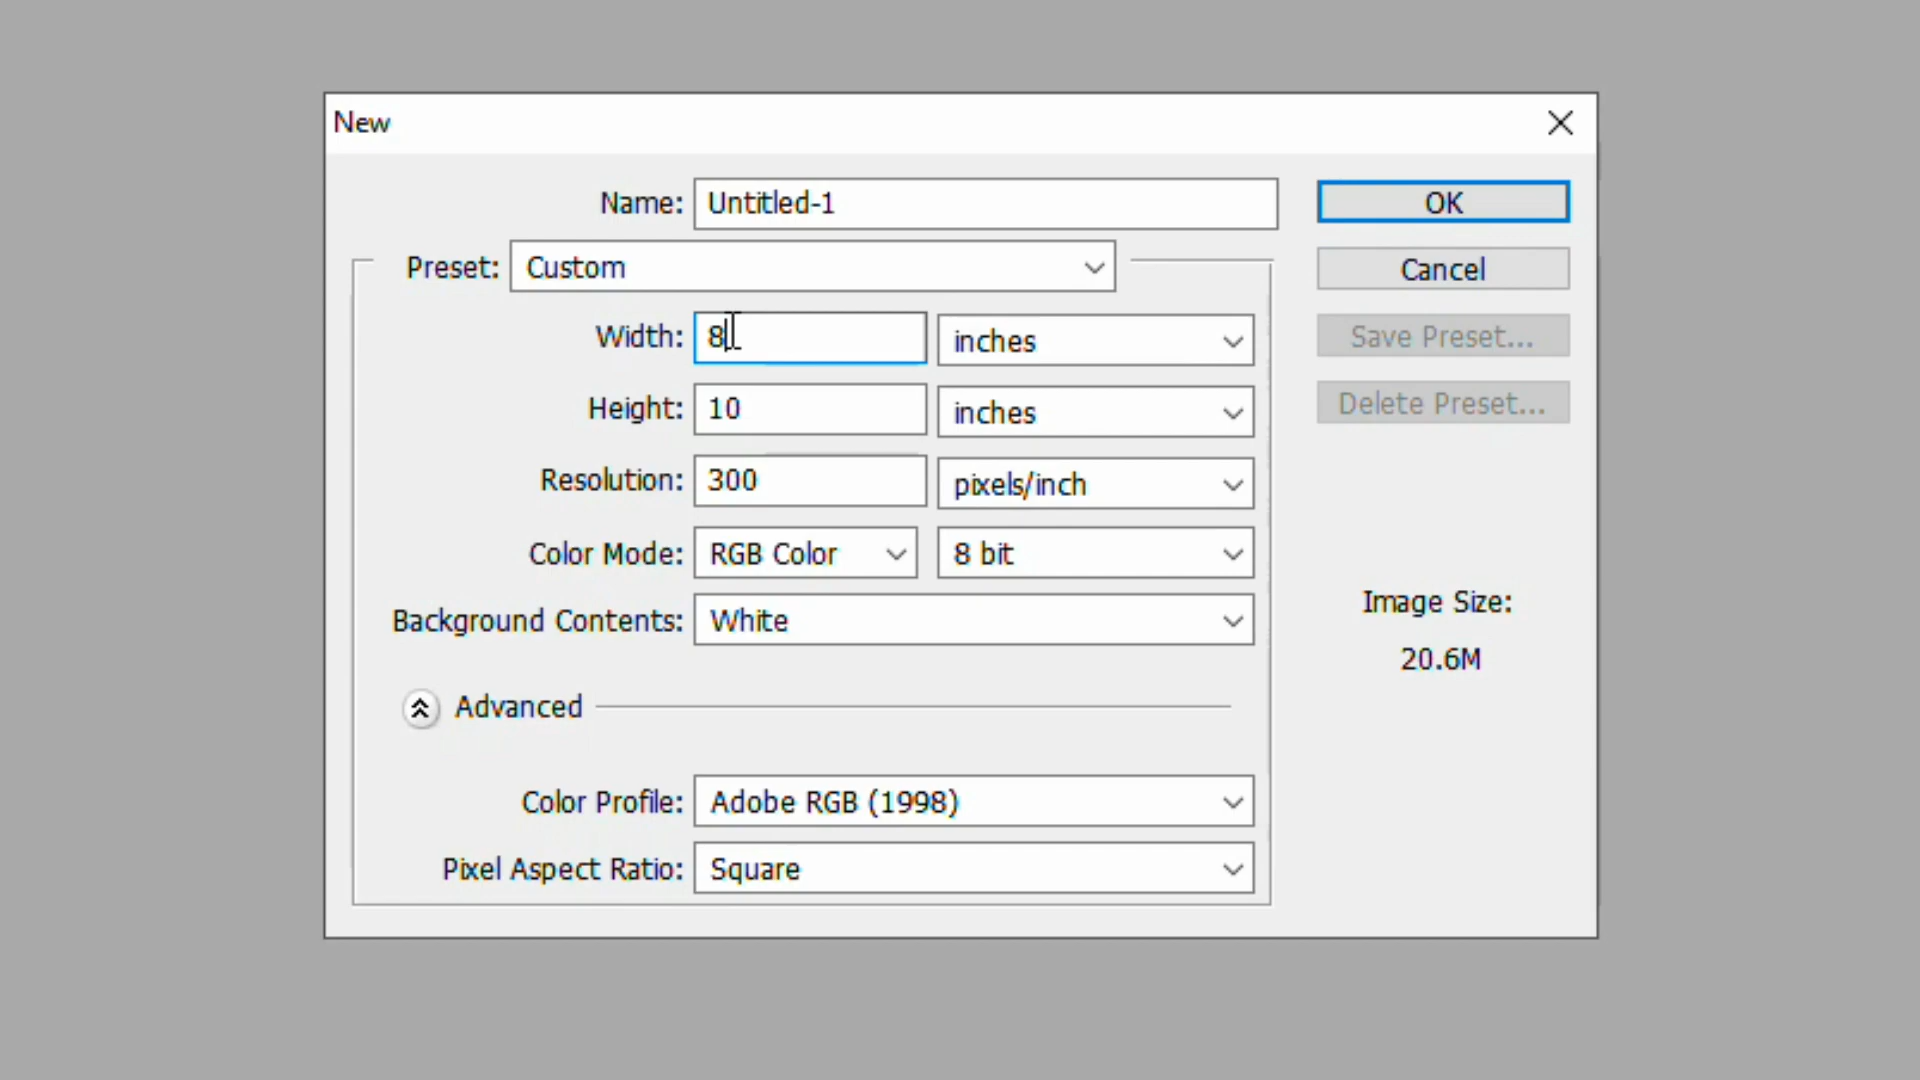 New
Name: Untitled-1
OK
Preset: Custom
Cancel
Width: 8 inches
Save Preset...
Height: 10 inches
Delete Preset...
Resolution: 300 pixels/inch
Color Mode: RGB Color 8 bit
Background Contents: White
Image Size:
20.6M
Advanced
Color Profile: Adobe RGB (1998)
Pixel Aspect Ratio: Square